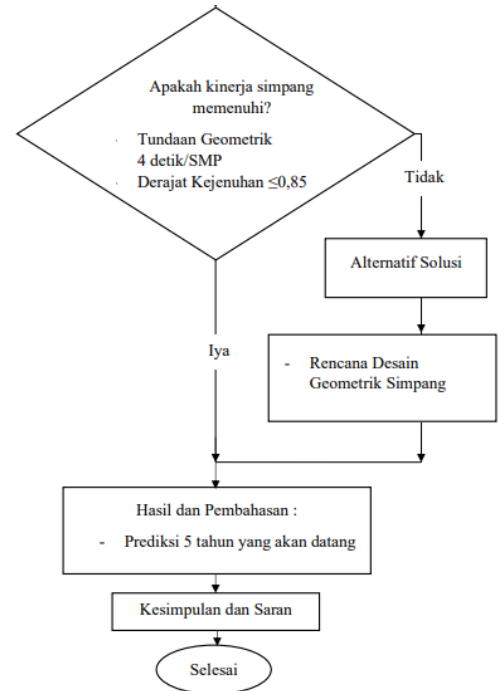 Apakah kinerja simpang
memenuhi?
· Tundaan Geometrik
4 detik/SMP
· Derajat Kejenuhan ≤0,85
Tidak
Alternatif Solusi
Iya
- Rencana Desain
Geometrik Simpang
Hasil dan Pembahasan :
- Prediksi 5 tahun yang akan datang
Kesimpulan dan Saran
Selesai